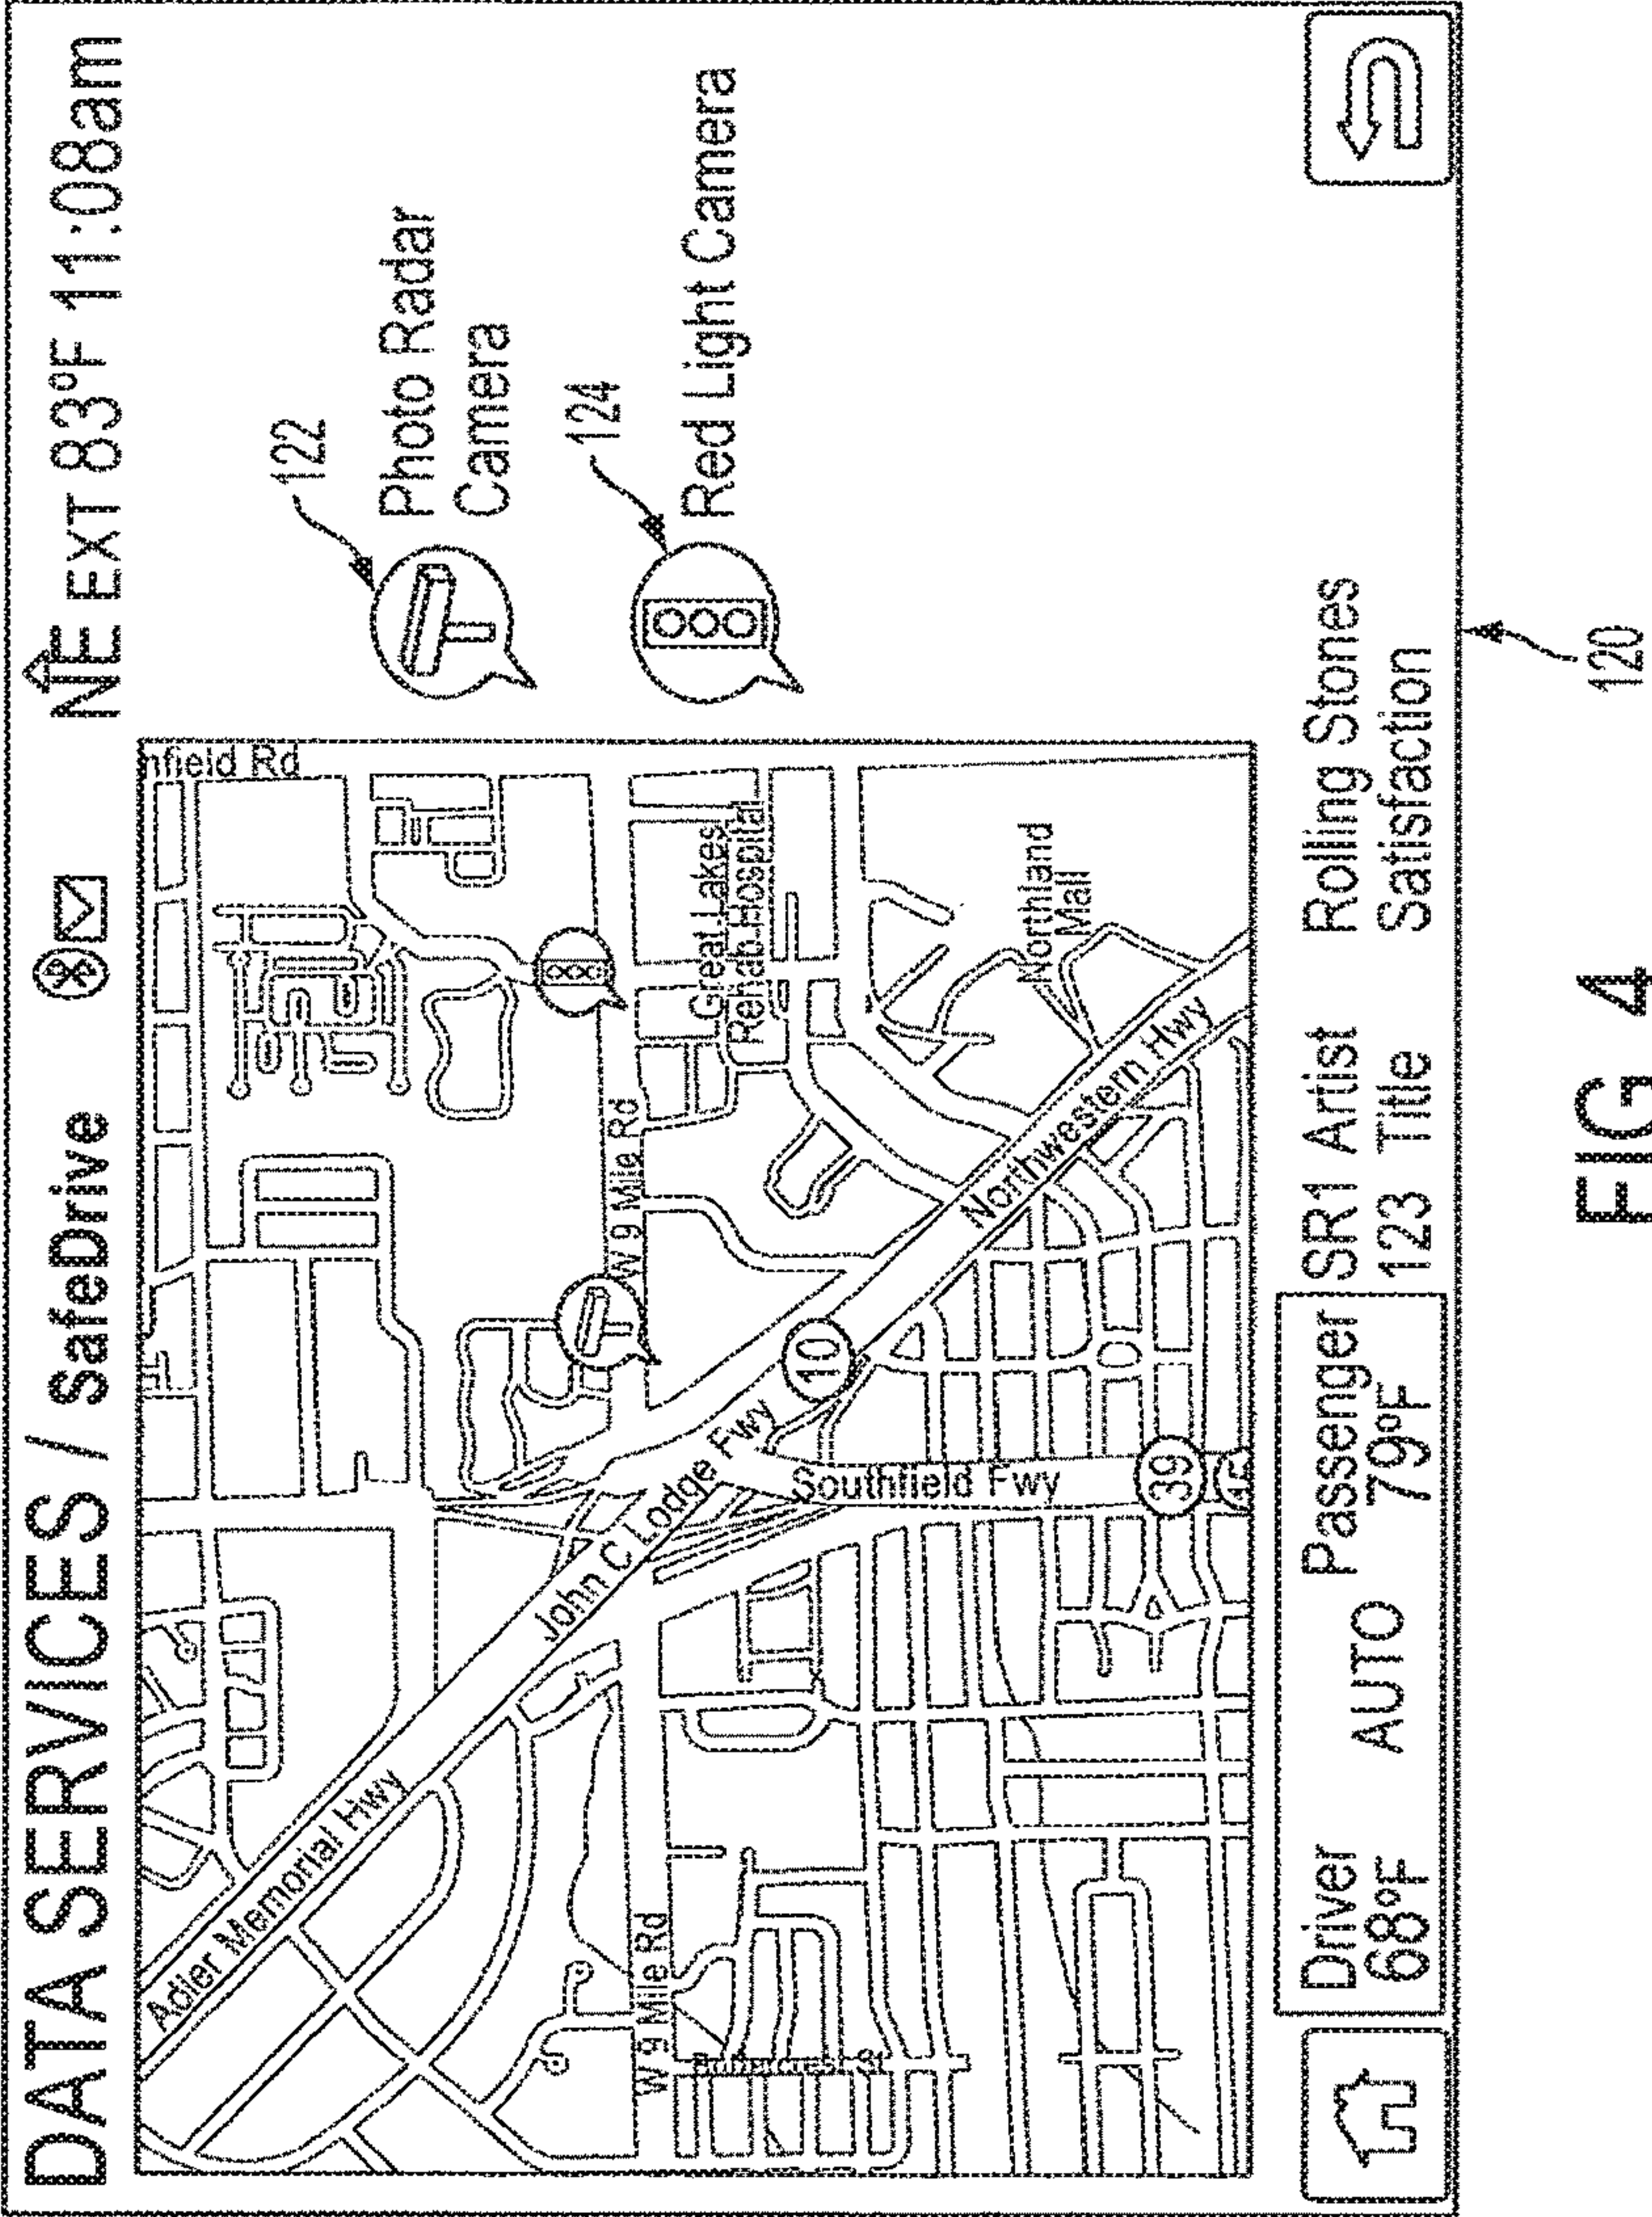 DATA SERVICES / SafeDrive
NE EXT 83°F 11:08am
nfield Rd
Adler Memorial Hwy
John C Lodge Fwy
W 9 Mile Rd
W 9 Mile Rd
Great Lakes
Rehab Hospital
Northland
Mall
Northwestern Hwy
10
Southfield Fwy
39
122
Photo Radar
Camera
124
Red Light Camera
Driver
68°F
AUTO
Passenger
79°F
SR1 Artist Rolling Stones
123 Title Satisfaction
120
FIG 4